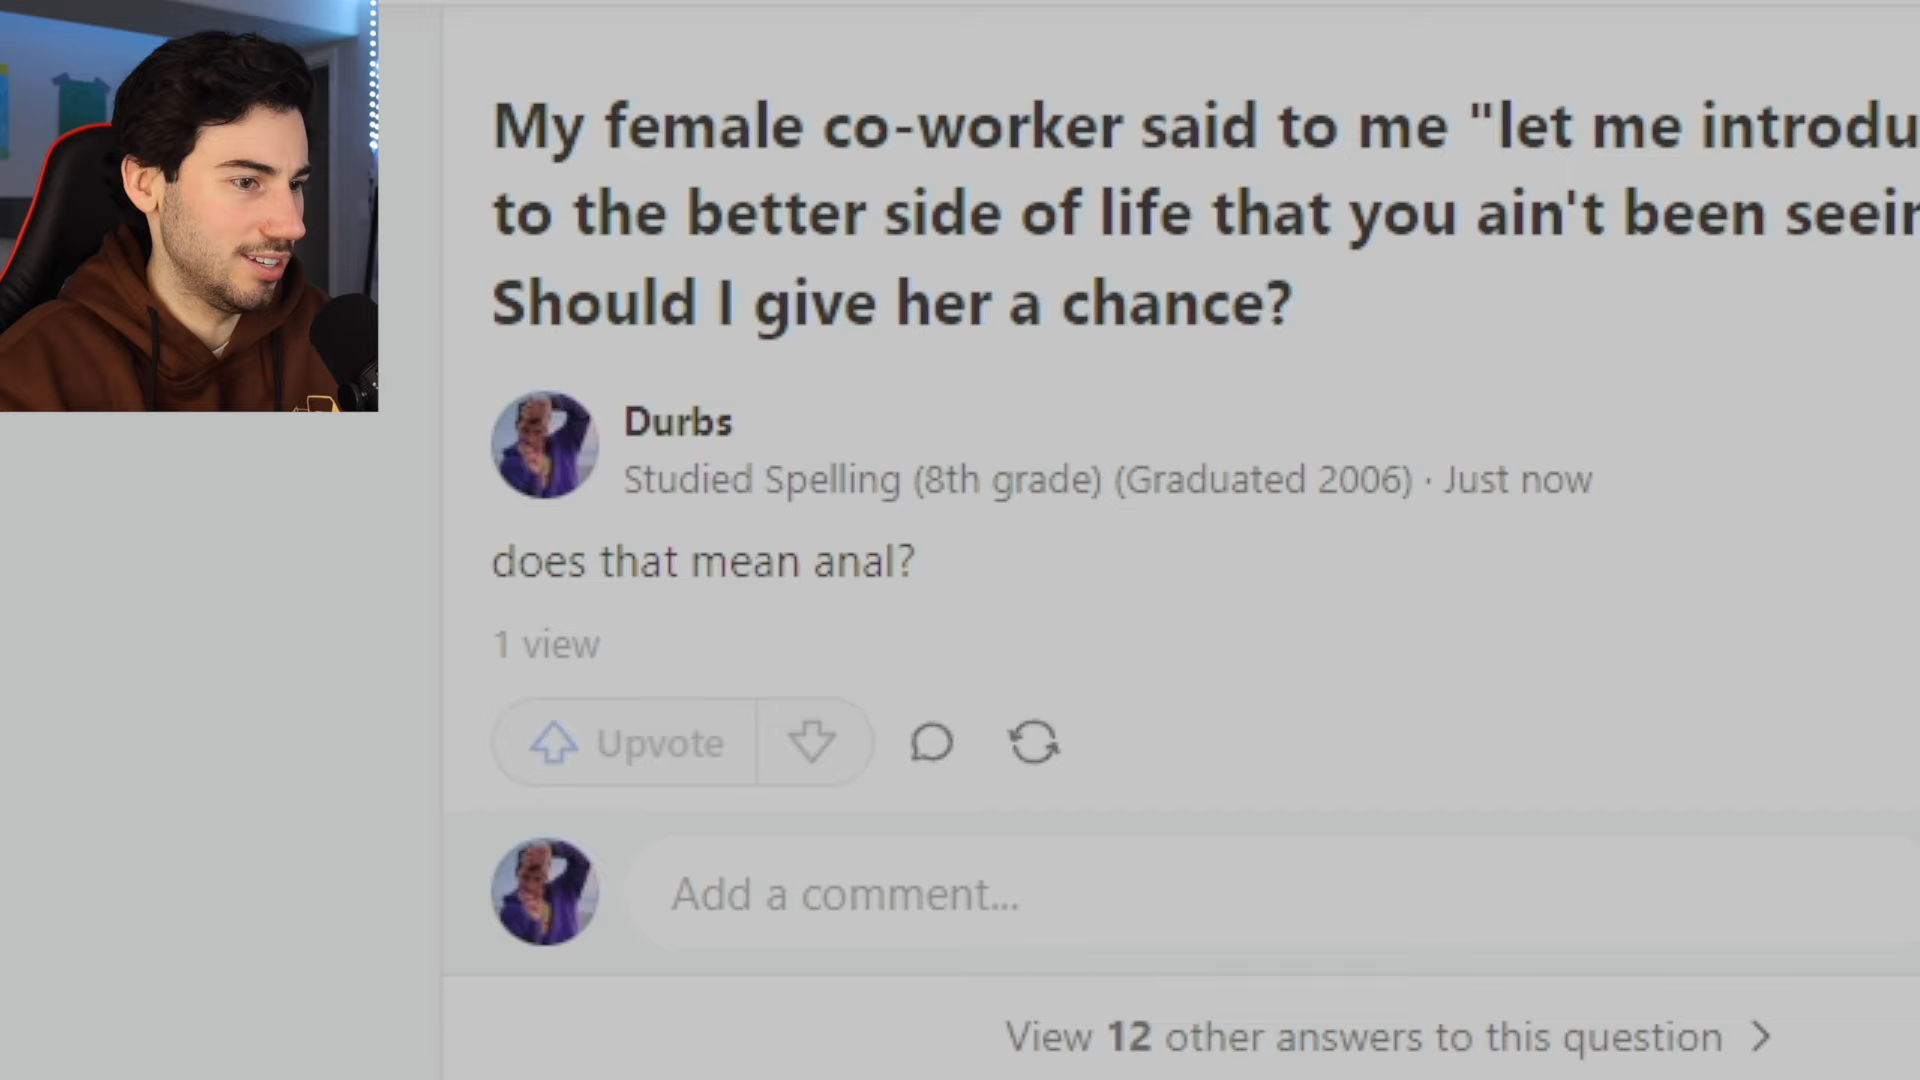 My female co-worker said to me "let me
to the better side of life that you ain't been
Should I give her a chance?
Durbs
Studied Spelling (8th grade) (Graduated 2006) · Just now
does that mean anal?
1 view
Upvote
Add a comment...
View 12 other answers to this question